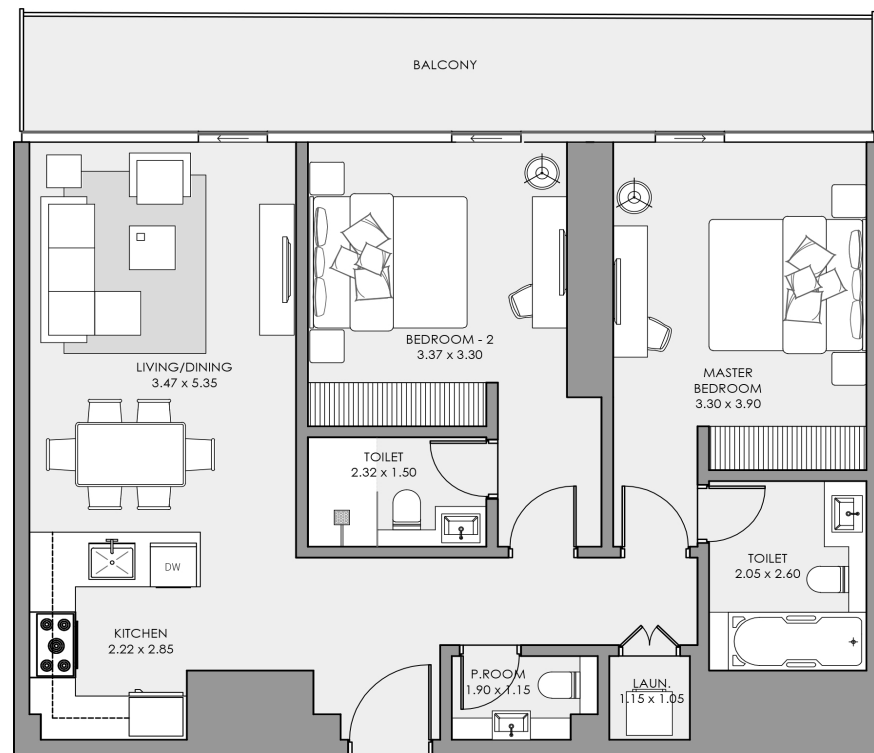 BALCONY
LIVING/DINING
3.47 x 5.35
BEDROOM - 2
3.37 x 3.30
MASTER
BEDROOM
3.30 x 3.90
TOILET
2.32 x 1.50
DW
TOILET
2.05 x 2.60
KITCHEN
2.22 x 2.85
P.ROOM
1.90 x 1.15
LAUN.
1.15 x 1.05